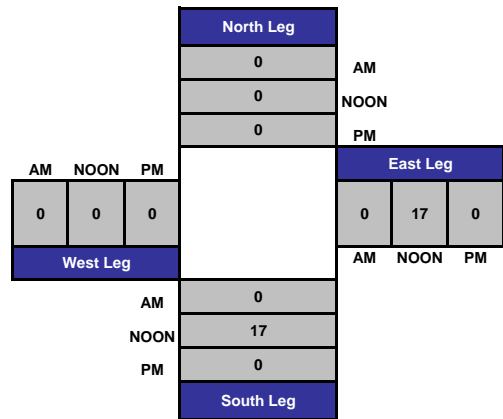 North Leg
0 AM
0 NOON
0 PM
AM NOON PM East Leg
0 0 0 0 17 0
West Leg AM NOON PM
AM 0
NOON 17
PM 0
South Leg